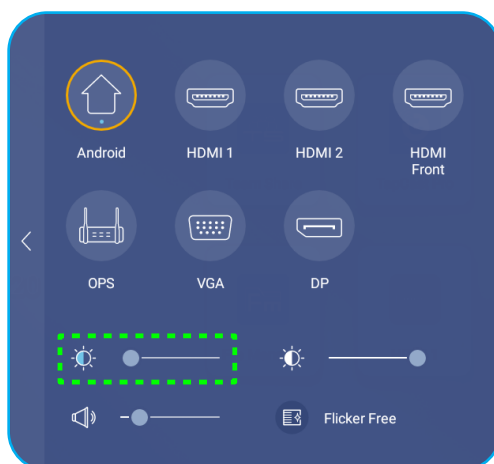 Android
HDMI 1
HDMI 2
HDMI
Front
OPS
VGA
DP
Flicker Free